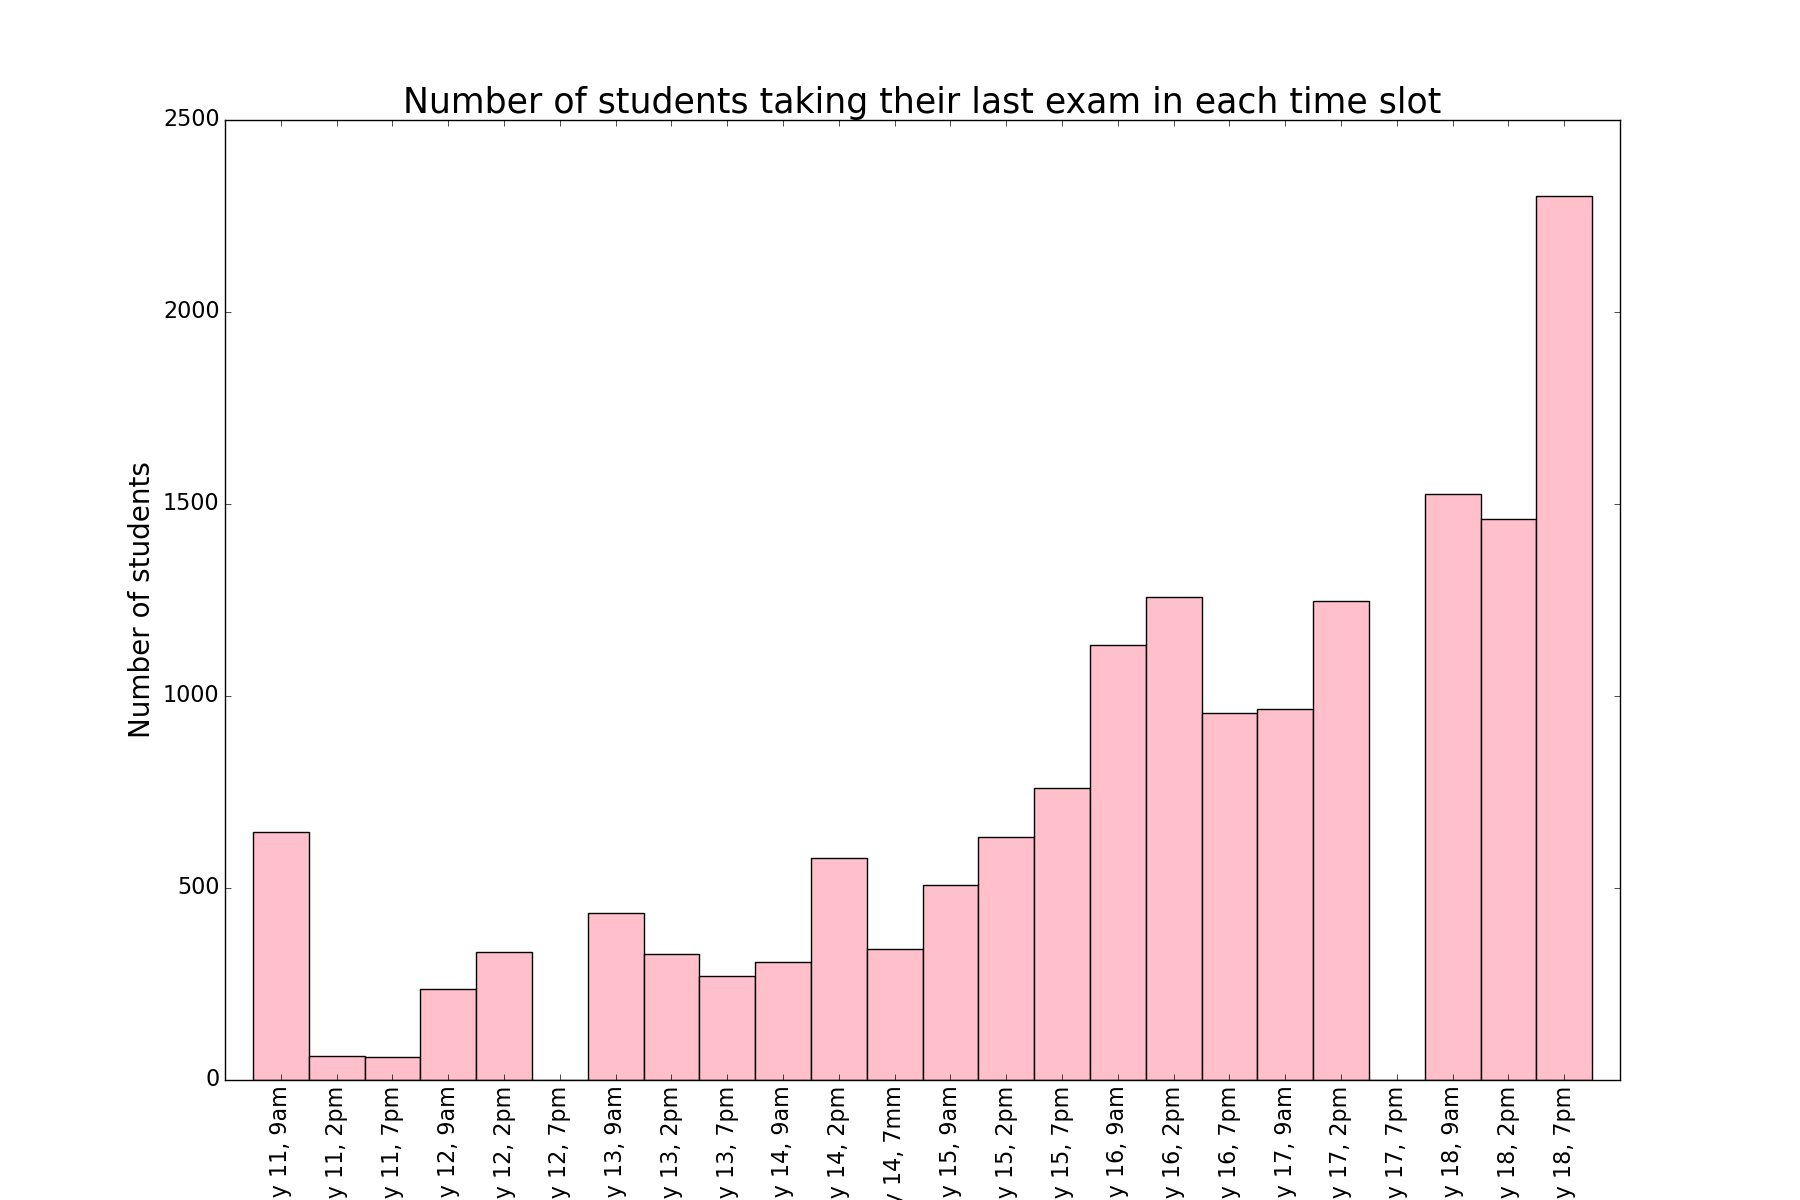 Number of students taking their last exam in each time slot
Number of students
2500
2000
1500
1000
500
0
y 11, 9am
y 11, 2pm
y 11, 7pm
y 12, 9am
y 12, 2pm
y 12, 7pm
y 13, 9am
y 13, 2pm
y 13, 7pm
y 14, 9am
y 14, 2pm
y 14, 7mm
y 15, 9am
y 15, 2pm
y 15, 7pm
y 16, 9am
y 16, 2pm
y 16, 7pm
y 17, 9am
y 17, 2pm
y 17, 7pm
y 18, 9am
y 18, 2pm
y 18, 7pm